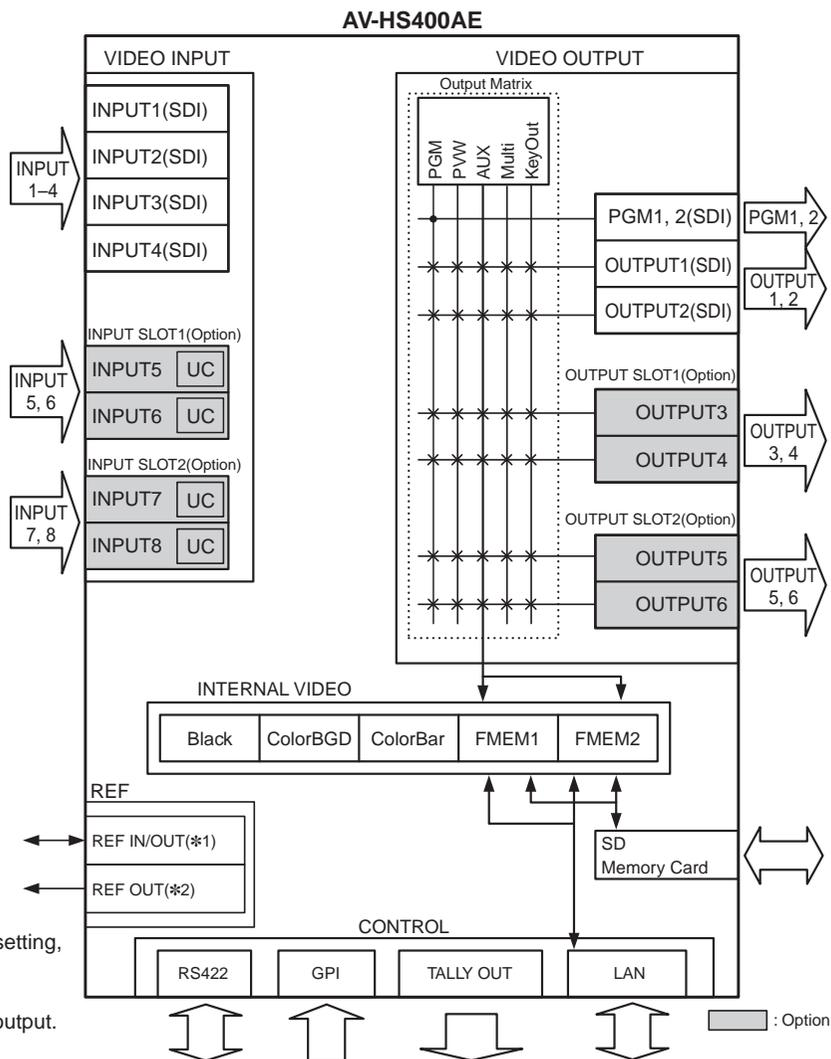 AV-HS400AE
VIDEO INPUT
INPUT1(SDI)
INPUT2(SDI)
INPUT3(SDI)
INPUT4(SDI)
INPUT
1–4
INPUT SLOT1(Option)
INPUT5 UC
INPUT6 UC
INPUT
5, 6
INPUT SLOT2(Option)
INPUT7 UC
INPUT8 UC
INPUT
7, 8
VIDEO OUTPUT
Output Matrix
PGM
PVW
AUX
Multi
KeyOut
PGM1, 2(SDI)
PGM1, 2
OUTPUT1(SDI)
OUTPUT2(SDI)
OUTPUT
1, 2
OUTPUT SLOT1(Option)
OUTPUT3
OUTPUT4
OUTPUT
3, 4
OUTPUT SLOT2(Option)
OUTPUT5
OUTPUT6
OUTPUT
5, 6
INTERNAL VIDEO
Black ColorBGD ColorBar FMEM1 FMEM2
REF
REF IN/OUT(✻1)
REF OUT(✻2)
SD
Memory Card
setting,
output.
CONTROL
RS422 GPI TALLY OUT LAN
: Option